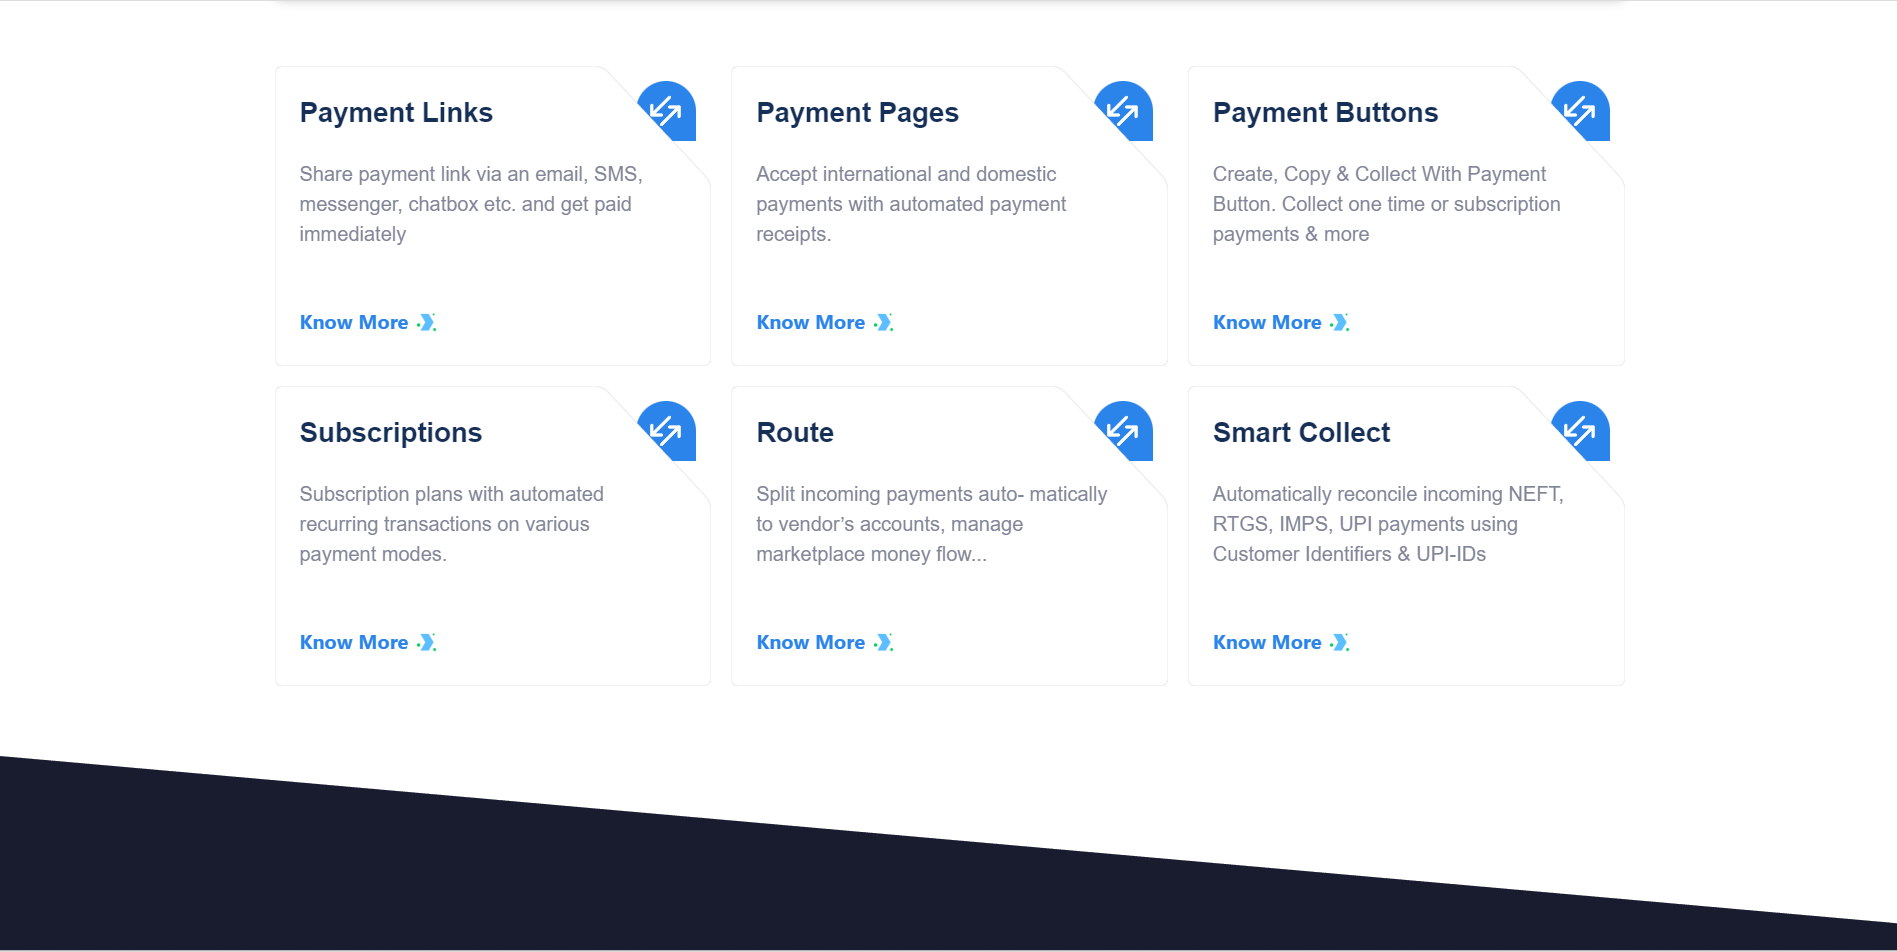 Payment Links
Share payment link via an email, SMS,
messenger, chatbox etc. and get paid
immediately
Know More
Payment Pages
Accept international and domestic
payments with automated payment
receipts.
Know More
Payment Buttons
Create, Copy & Collect With Payment
Button. Collect one time or subscription
payments & more
Know More
Subscriptions
Subscription plans with automated
recurring transactions on various
payment modes.
Know More
Route
Split incoming payments auto- matically
to vendor’s accounts, manage
marketplace money flow...
Know More
Smart Collect
Automatically reconcile incoming NEFT,
RTGS, IMPS, UPI payments using
Customer Identifiers & UPI-IDs
Know More